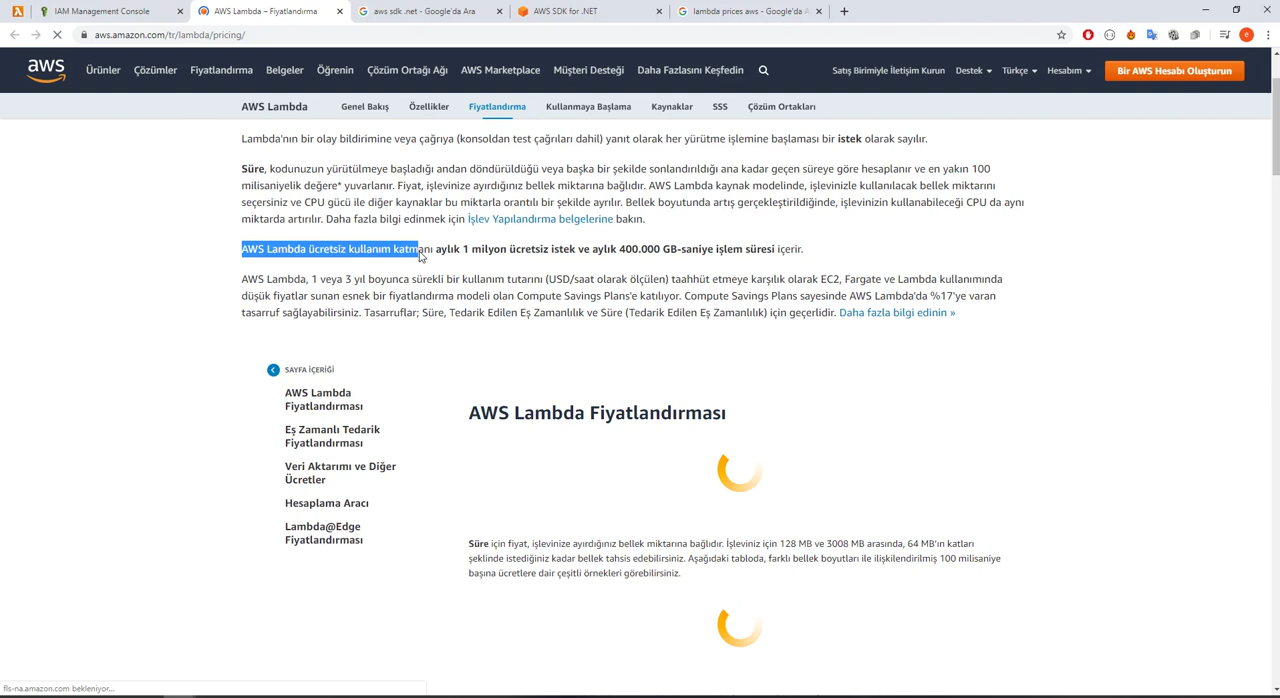 IAM Management Console
AWS Lambda – Fiyatlandırma
aws sdk .net - Google'da Ara
AWS SDK for .NET
lambda prices aws - Google'da A
aws.amazon.com/tr/lambda/pricing/
aws
Ürünler
Çözümler
Fiyatlandırma
Belgeler
Öğrenin
Çözüm Ortağı Ağı
AWS Marketplace
Müşteri Desteği
Daha Fazlasını Keşfedin
Satış Birimiyle İletişim Kurun
Destek
Türkçe
Hesabım
Bir AWS Hesabı Oluşturun
AWS Lambda
Genel Bakış
Özellikler
Fiyatlandırma
Kullanmaya Başlama
Kaynaklar
SSS
Çözüm Ortakları
Lambda'nın bir olay bildirimine veya çağrıya (konsoldan test çağrıları dahil) yanıt olarak her yürütme işlemine başlaması bir istek olarak sayılır.
Süre, kodunuzun yürütülmeye başladığı andan döndürüldüğü veya başka bir şekilde sonlandırıldığı ana kadar geçen süreye göre hesaplanır ve en yakın 100
milisaniyelik değere* yuvarlanır. Fiyat, işlevinize ayırdığınız bellek miktarına bağlıdır. AWS Lambda kaynak modelinde, işlevinizle kullanılacak bellek miktarını
seçersiniz ve CPU gücü ile diğer kaynaklar bu miktarla orantılı bir şekilde ayrılır. Bellek boyutunda artış gerçekleştirildiğinde, işlevinizin kullanabileceği CPU da aynı
miktarda artırılır. Daha fazla bilgi edinmek için İşlev Yapılandırma belgelerine bakın.
AWS Lambda ücretsiz kullanım katmanı aylık 1 milyon ücretsiz istek ve aylık 400.000 GB-saniye işlem süresi içerir.
AWS Lambda, 1 veya 3 yıl boyunca sürekli bir kullanım tutarını (USD/saat olarak ölçülen) taahhüt etmeye karşılık olarak EC2, Fargate ve Lambda kullanımında
düşük fiyatlar sunan esnek bir fiyatlandırma modeli olan Compute Savings Plans'e katılıyor. Compute Savings Plans sayesinde AWS Lambda'da %17'ye varan
tasarruf sağlayabilirsiniz. Tasarruflar; Süre, Tedarik Edilen Eş Zamanlılık ve Süre (Tedarik Edilen Eş Zamanlılık) için geçerlidir. Daha fazla bilgi edinin »
SAYFA İÇERİĞİ
AWS Lambda
Fiyatlandırması
Eş Zamanlı Tedarik
Fiyatlandırması
Veri Aktarımı ve Diğer
Ücretler
Hesaplama Aracı
Lambda@Edge
Fiyatlandırması
AWS Lambda Fiyatlandırması
Süre için fiyat, işlevinize ayırdığınız bellek miktarına bağlıdır. İşleviniz için 128 MB ve 3008 MB arasında, 64 MB'ın katları
şeklinde istediğiniz kadar bellek tahsis edebilirsiniz. Aşağıdaki tabloda, farklı bellek boyutları ile ilişkilendirilmiş 100 milisaniye
başına ücretlere dair çeşitli örnekleri görebilirsiniz.
fls-na.amazon.com bekleniyor...